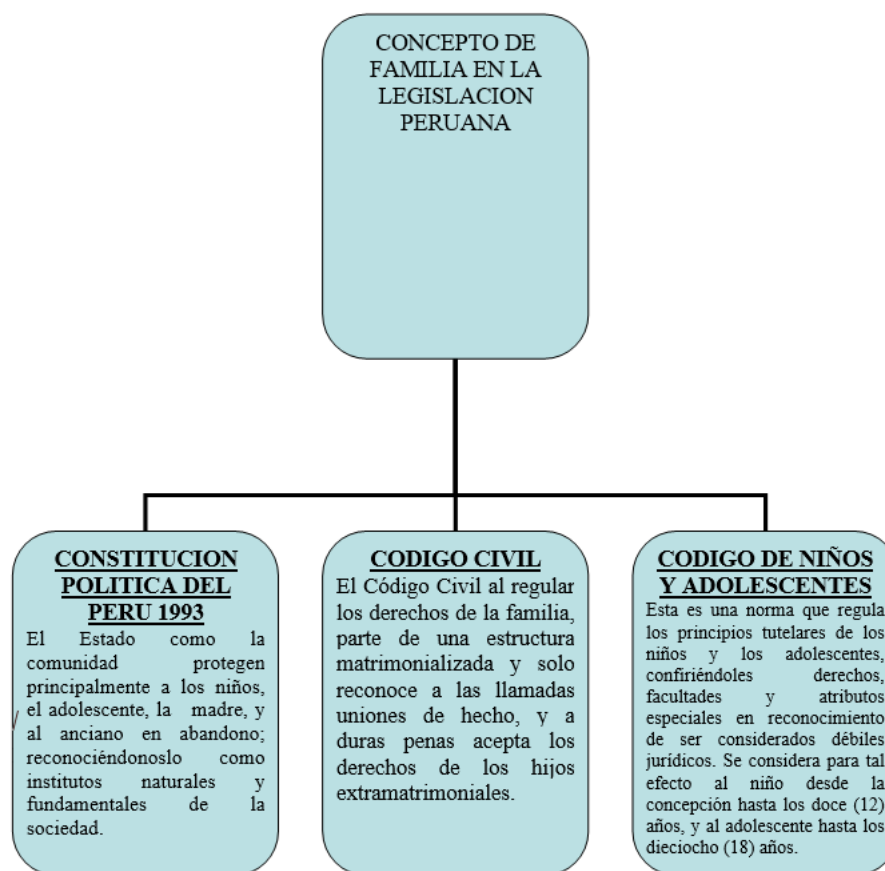 CONCEPTO DE
FAMILIA EN LA
LEGISLACION
PERUANA
CONSTITUCION
POLITICA DEL
PERU 1993
El Estado como la
comunidad protegen
principalmente a los niños,
el adolescente, la madre, y
al anciano en abandono;
reconociéndonoslo como
institutos naturales y
fundamentales de la
sociedad.
CODIGO CIVIL
El Código Civil al regular
los derechos de la familia,
parte de una estructura
matrimonializada y solo
reconoce a las llamadas
uniones de hecho, y a
duras penas acepta los
derechos de los hijos
extramatrimoniales.
CODIGO DE NIÑOS
Y ADOLESCENTES
Esta es una norma que regula
los principios tutelares de los
niños y los adolescentes,
confiriéndoles derechos,
facultades y atributos
especiales en reconocimiento
de ser considerados débiles
jurídicos. Se considera para tal
efecto al niño desde la
concepción hasta los doce (12)
años, y al adolescente hasta los
dieciocho (18) años.